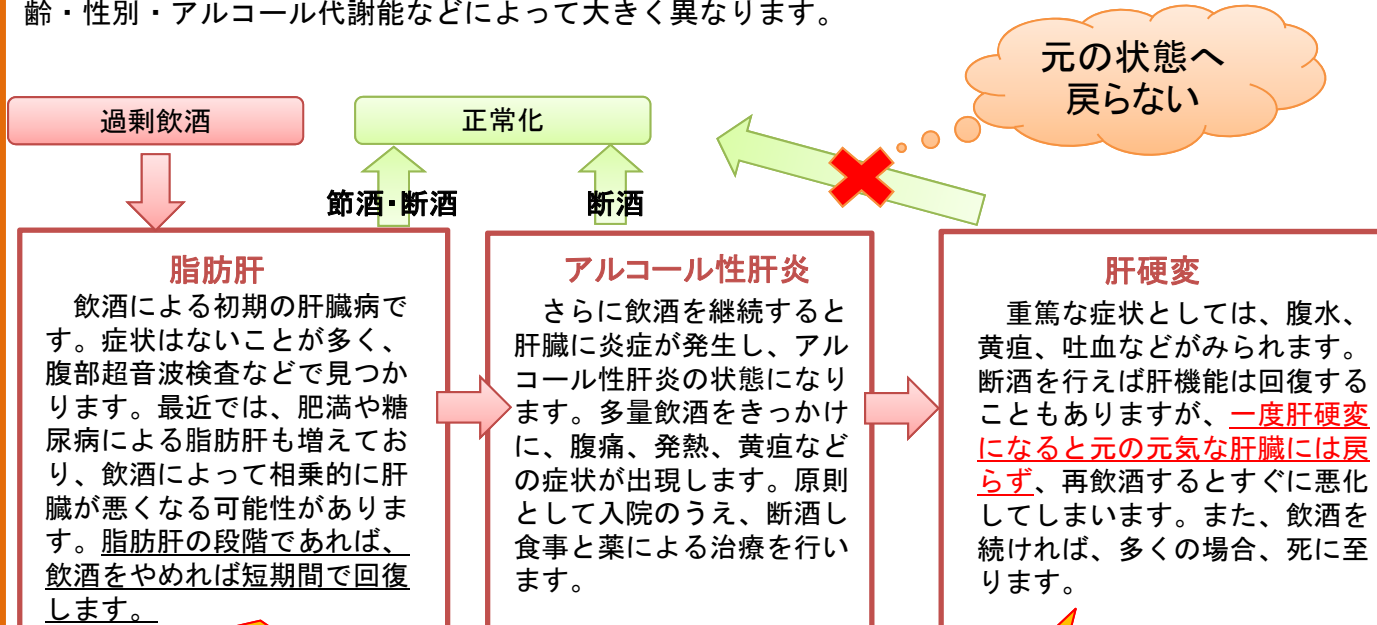 齢・性別・アルコール代謝能などによって大きく異なります。
元の状態へ
戻らない
過剰飲酒
正常化
節酒・断酒
断酒
脂肪肝
飲酒による初期の肝臓病で
す。症状はないことが多く、
腹部超音波検査などで見つか
ります。最近では、肥満や糖
尿病による脂肪肝も増えてお
り、飲酒によって相乗的に肝
臓が悪くなる可能性がありま
す。脂肪肝の段階であれば、
飲酒をやめれば短期間で回復
します。
アルコール性肝炎
さらに飲酒を継続すると
肝臓に炎症が発生し、アル
コール性肝炎の状態になり
ます。多量飲酒をきっかけ
に、腹痛、発熱、黄疸など
の症状が出現します。原則
として入院のうえ、断酒し
食事と薬による治療を行い
ます。
肝硬変
重篤な症状としては、腹水、
黄疸、吐血などがみられます。
断酒を行えば肝機能は回復する
こともありますが、一度肝硬変
になると元の元気な肝臓には戻
らず、再飲酒するとすぐに悪化
してしまいます。また、飲酒を
続ければ、多くの場合、死に至
ります。